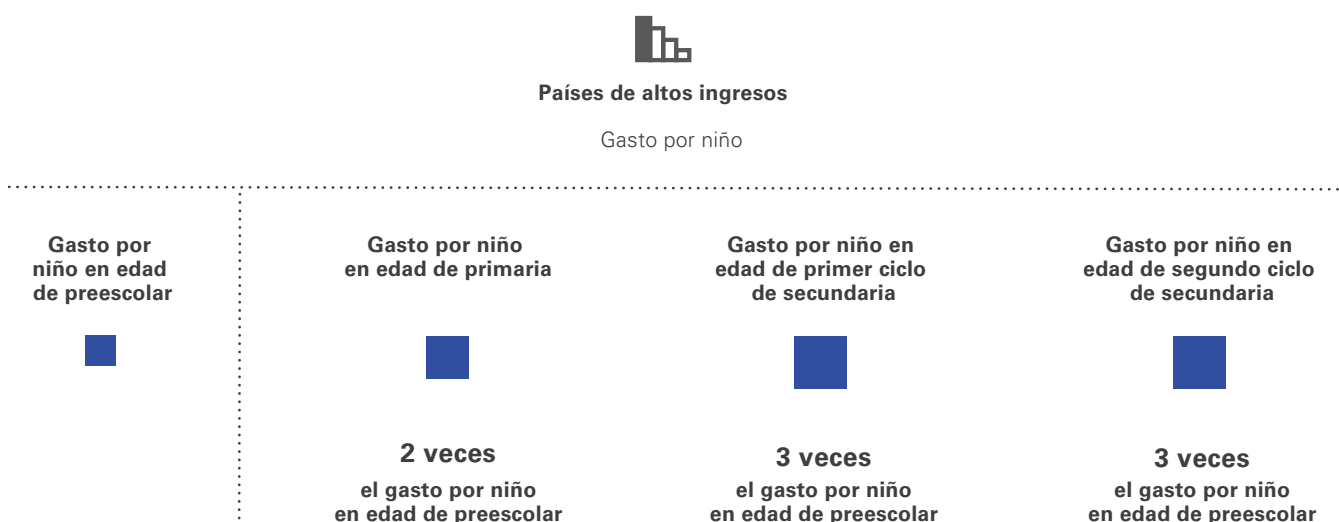 Países de altos ingresos
Gasto por niño
Gasto por
niño en edad
de preescolar
Gasto por niño
en edad de primaria
2 veces
el gasto por niño
en edad de preescolar
Gasto por niño en
edad de primer ciclo
de secundaria
3 veces
el gasto por niño
en edad de preescolar
Gasto por niño en
edad de segundo ciclo
de secundaria
3 veces
el gasto por niño
en edad de preescolar